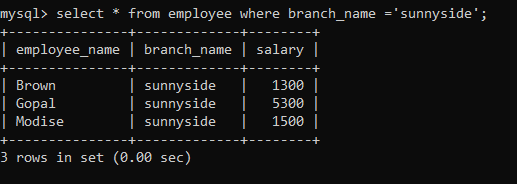 mysql> select * from employee where branch_name ='sunnyside';
+---------------+-------------+--------+
| employee_name | branch_name | salary |
+---------------+-------------+--------+
| Brown         | sunnyside   |   1300 |
| Gopal         | sunnyside   |   5300 |
| Modise        | sunnyside   |   1500 |
+---------------+-------------+--------+
3 rows in set (0.00 sec)